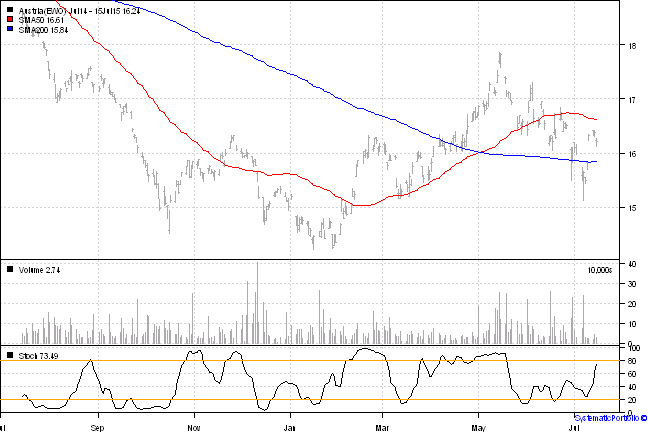 Austria(EWO) Jul14 - 15Jul15 16.24
SMA50 16.61
SMA200 15.84
18
17
16
15
Volume 2.74
10,000s
40
30
20
10
0
Stoch 73.49
100
80
60
40
20
0
SystematicPortfolio ©
Jul Sep Nov Jan Mar May Jul